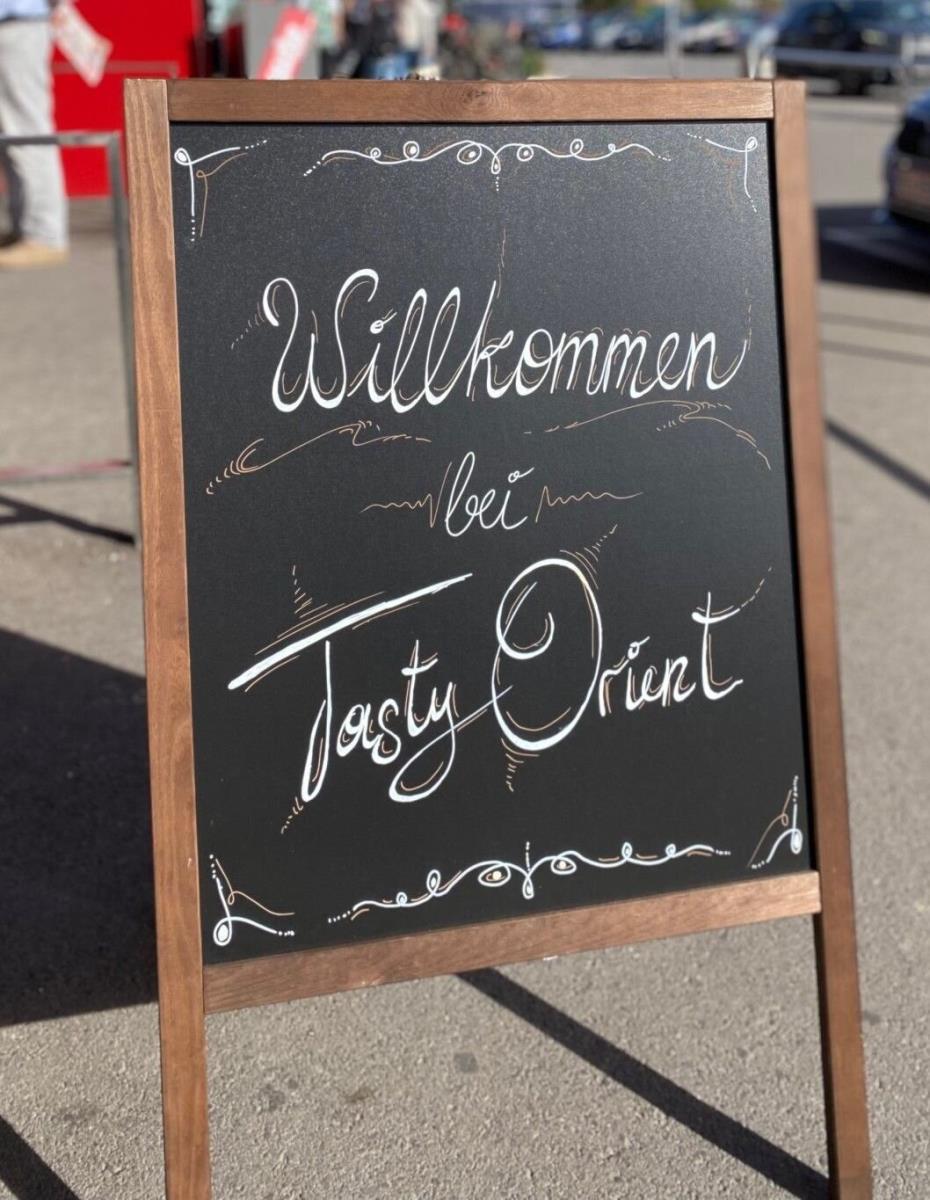 Willkommen
bei
Tasty Orient